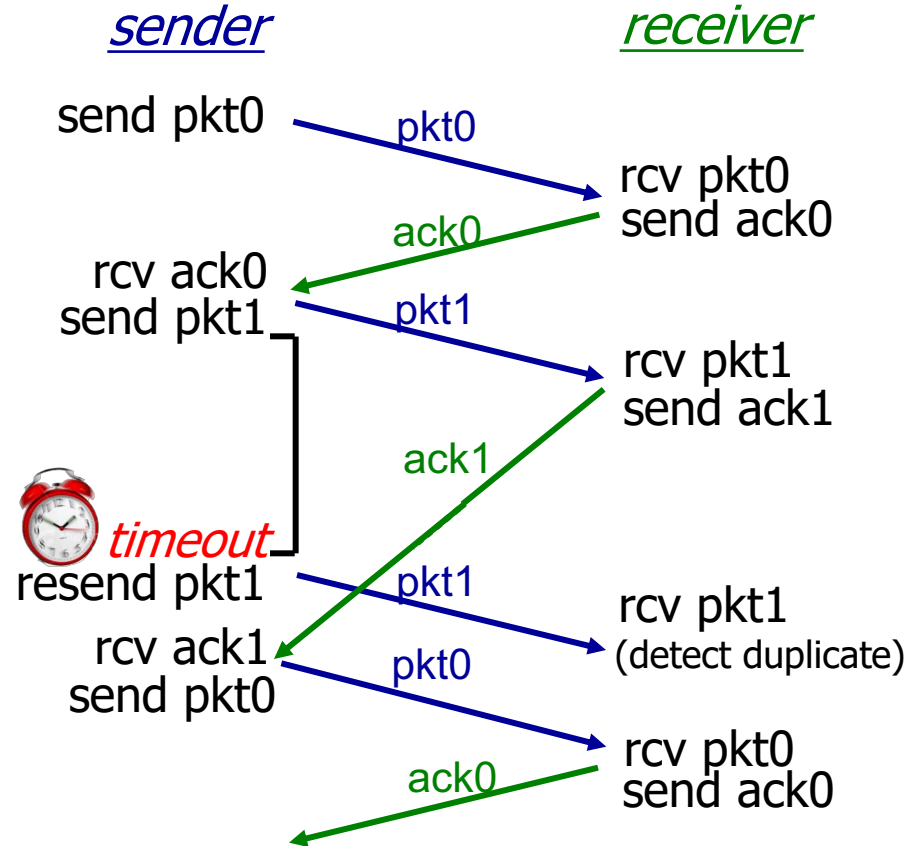 sender
receiver
send pkt0
pkt0
rcv pkt0
send ack0
ack0
rcv ack0
send pkt1
pkt1
rcv pkt1
send ack1
ack1
timeout
resend pkt1
pkt1
rcv pkt1
(detect duplicate)
rcv ack1
send pkt0
pkt0
rcv pkt0
send ack0
ack0